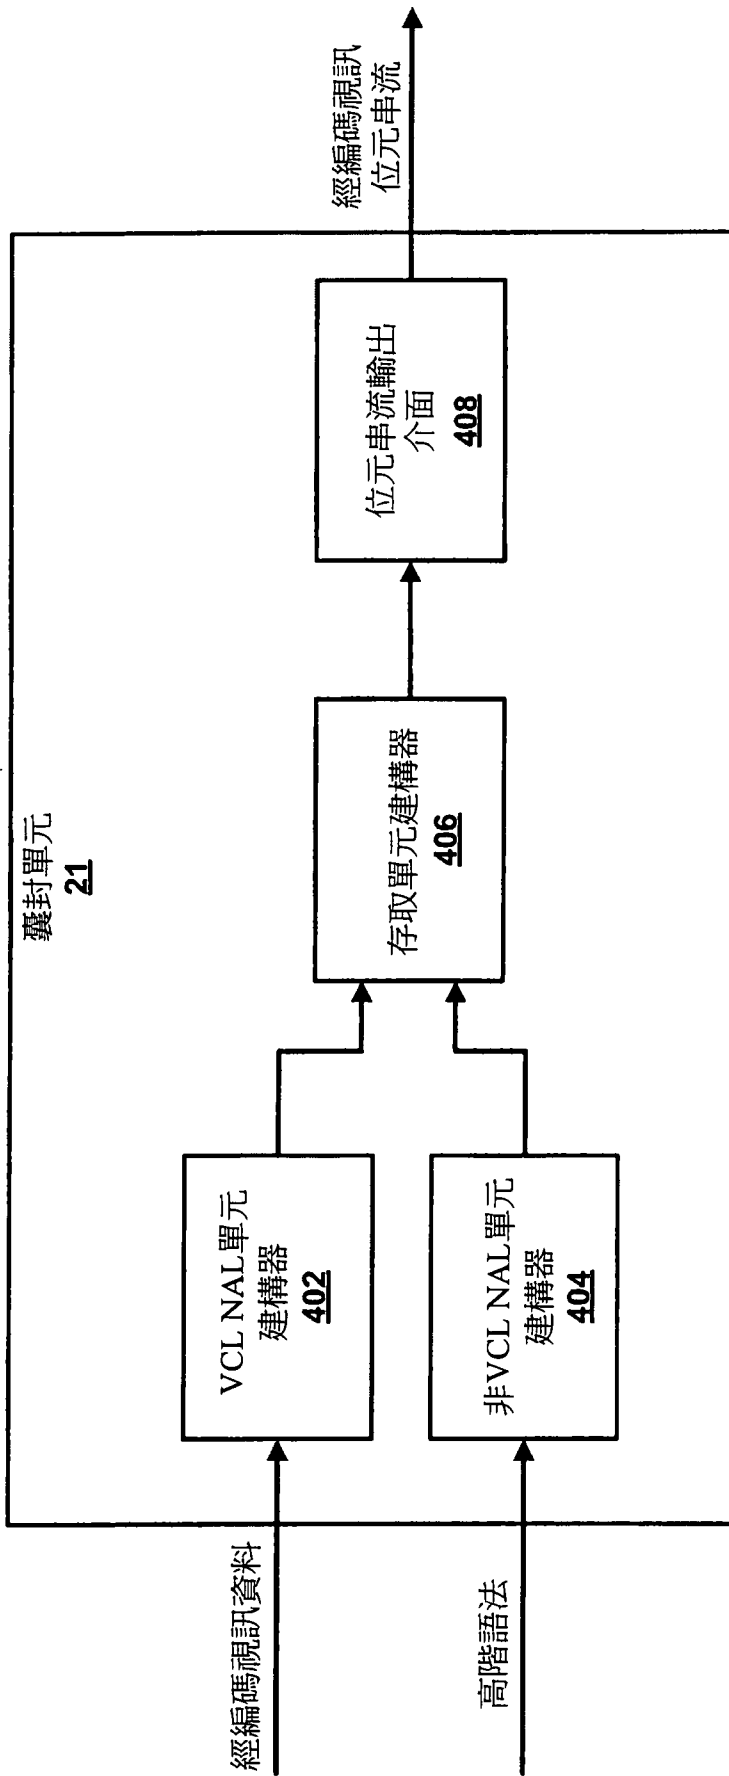 囊封單元
21
經編碼視訊資料
VCL NAL單元
建構器
402
高階語法
非VCL NAL單元
建構器
404
存取單元建構器
406
位元串流輸出
介面
408
經編碼視訊
位元串流